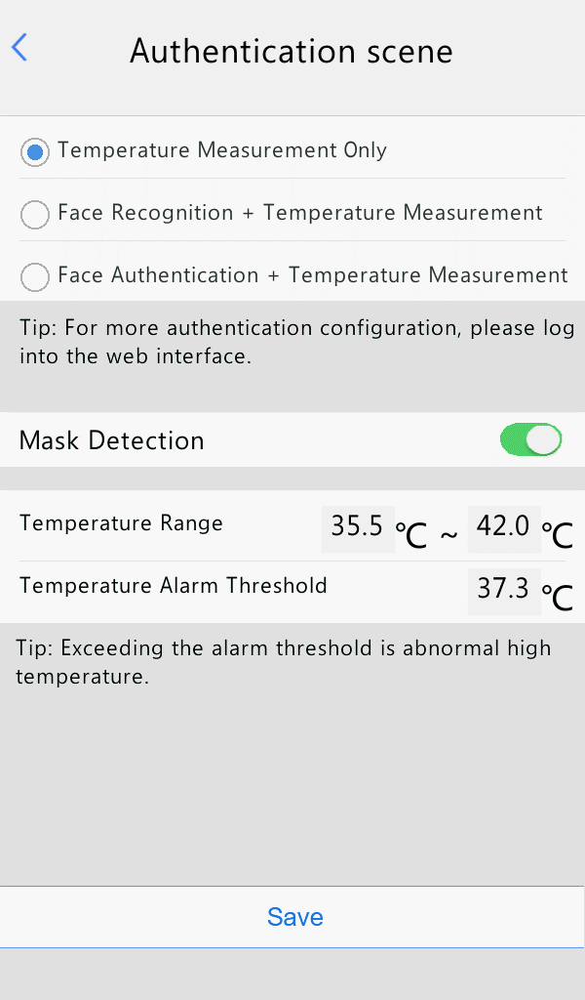 Authentication scene
Temperature Measurement Only
Face Recognition + Temperature Measurement
Face Authentication + Temperature Measurement
Tip: For more authentication configuration, please log
into the web interface.
Mask Detection
Temperature Range 35.5 ℃ ~ 42.0 ℃
Temperature Alarm Threshold 37.3 ℃
Tip: Exceeding the alarm threshold is abnormal high
temperature.
Save